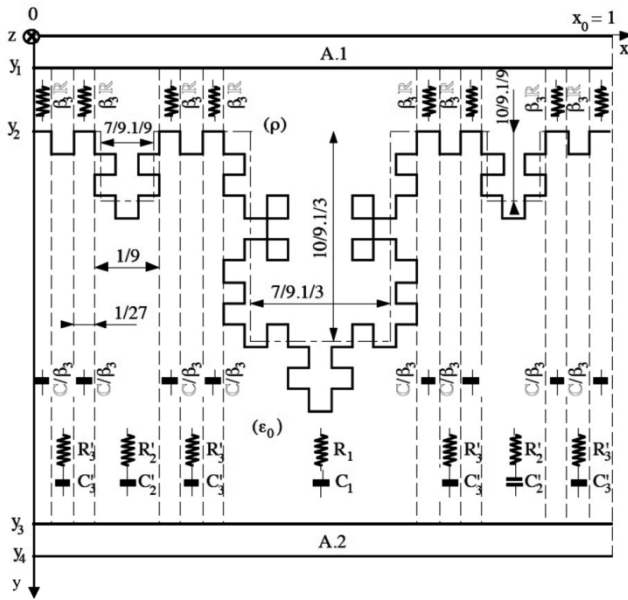 0
x₀ = 1
z
x
A.1
y₁
β₃ℝ β₃ℝ β₃ℝ β₃ℝ β₃ℝ β₃ℝ
10/9.1/9
y₂
7/9.1/9
(ρ)
10/9.1/3
1/9
7/9.1/3
1/27
ℂ/β₃ ℂ/β₃ ℂ/β₃ ℂ/β₃ ℂ/β₃ ℂ/β₃
(ε₀)
R'₃ R'₂ R'₃ R₁ R'₃ R'₂ R'₃
C'₃ C'₂ C'₃ C₁ C'₃ C'₂ C'₃
y₃
A.2
y₄
y